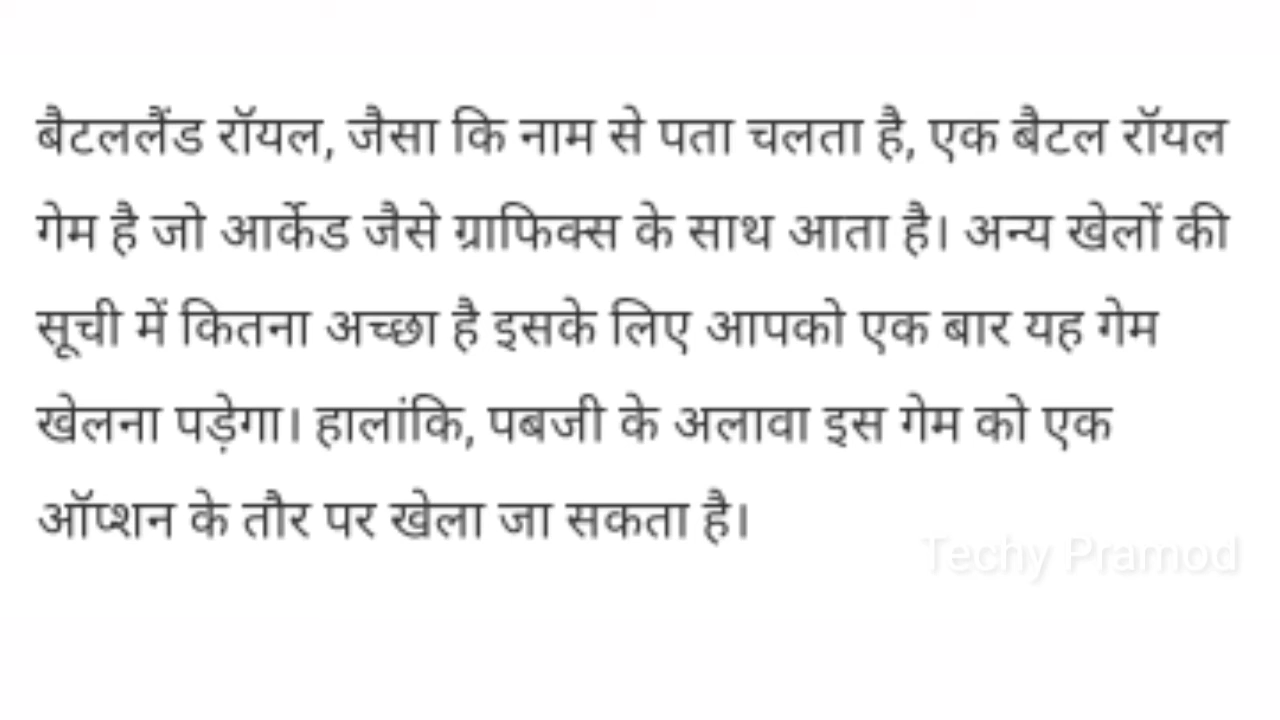 बैटललैंड रॉयल, जैसा कि नाम से पता चलता है, एक बैटल रॉयल
गेम है जो आर्केड जैसे ग्राफिक्स के साथ आता है। अन्य खेलों की
सूची में कितना अच्छा है इसके लिए आपको एक बार यह गेम
खेलना पड़ेगा। हालांकि, पबजी के अलावा इस गेम को एक
ऑप्शन के तौर पर खेला जा सकता है।
Techy Pramod